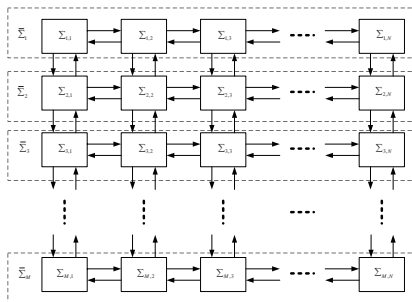 Σ̄₁ Σ₁,₁ Σ₁,₂ Σ₁,₃ Σ₁,N
Σ̄₂ Σ₂,₁ Σ₂,₂ Σ₂,₃ Σ₂,N
Σ̄₃ Σ₃,₁ Σ₃,₂ Σ₃,₃ Σ₃,N
Σ̄M ΣM,₁ ΣM,₂ ΣM,₃ ΣM,N